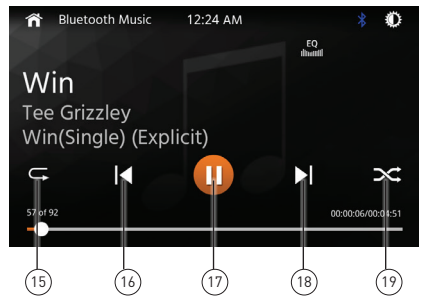 Bluetooth Music 12:24 AM
EQ
Win
Tee Grizzley
Win(Single) (Explicit)
57 of 92 00:00:06/00:04:51
15 16 17 18 19